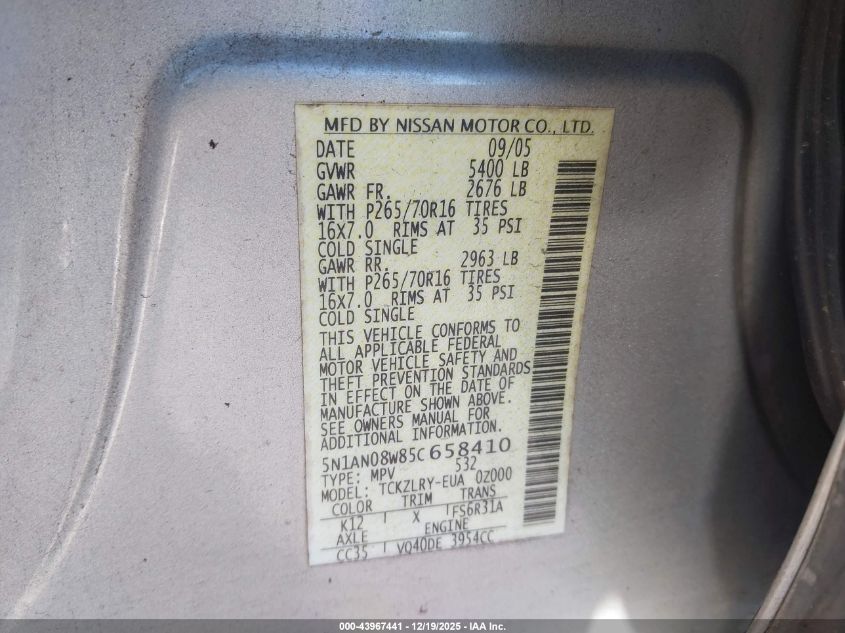 MFD BY NISSAN MOTOR CO., LTD.
DATE 09/05
GVWR 5400 LB
GAWR FR. 2676 LB
WITH P265/70R16 TIRES
16X7.0 RIMS AT 35 PSI
COLD SINGLE
GAWR RR. 2963 LB
WITH P265/70R16 TIRES
16X7.0 RIMS AT 35 PSI
COLD SINGLE
THIS VEHICLE CONFORMS TO
ALL APPLICABLE FEDERAL
MOTOR VEHICLE SAFETY AND
THEFT PREVENTION STANDARDS
IN EFFECT ON THE DATE OF
MANUFACTURE SHOWN ABOVE.
SEE OWNERS MANUAL FOR
ADDITIONAL INFORMATION.
5N1AN08W85C658410
TYPE: MPV 532
MODEL: TCKZLRY-EUA 0Z000
COLOR TRIM TRANS
K12 X FS6R31A
AXLE ENGINE
CC35 VQ40DE 3954CC
000-43967441 - 12/19/2025 - IAA Inc.